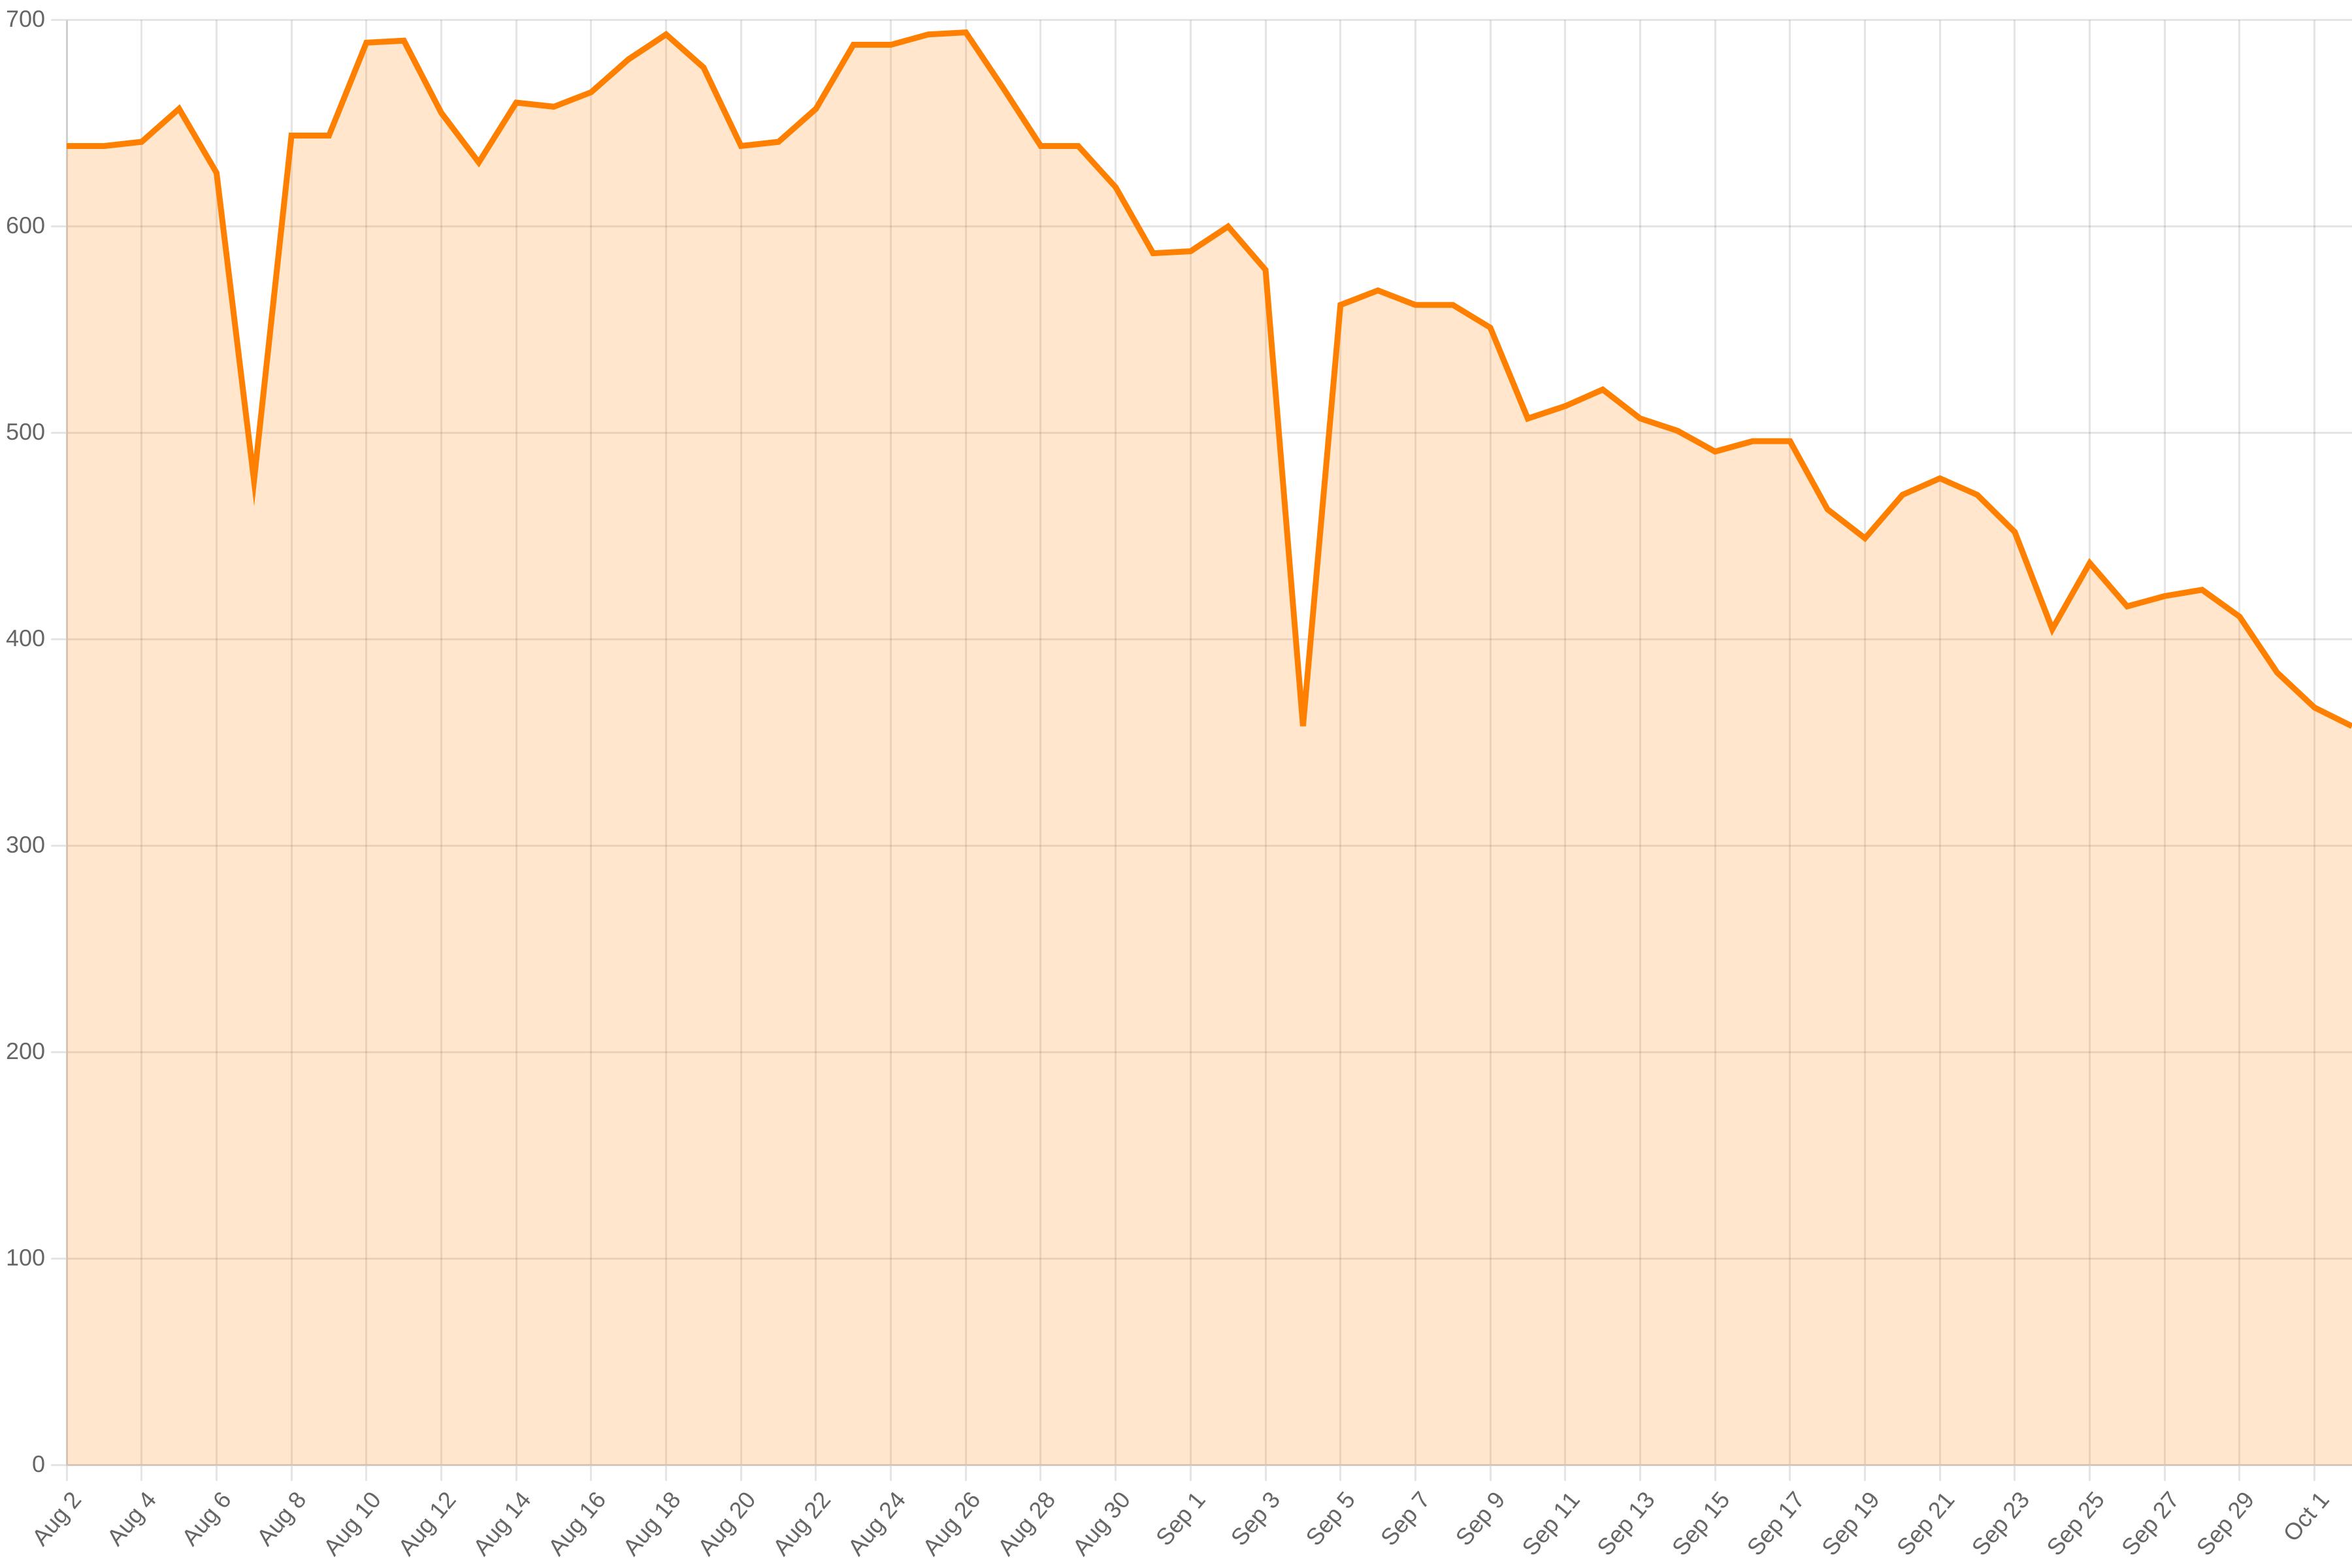 700
600
500
400
300
200
100
0
Aug 2
Aug 4
Aug 6
Aug 8
Aug 10
Aug 12
Aug 14
Aug 16
Aug 18
Aug 20
Aug 22
Aug 24
Aug 26
Aug 28
Aug 30
Sep 1
Sep 3
Sep 5
Sep 7
Sep 9
Sep 11
Sep 13
Sep 15
Sep 17
Sep 19
Sep 21
Sep 23
Sep 25
Sep 27
Sep 29
Oct 1